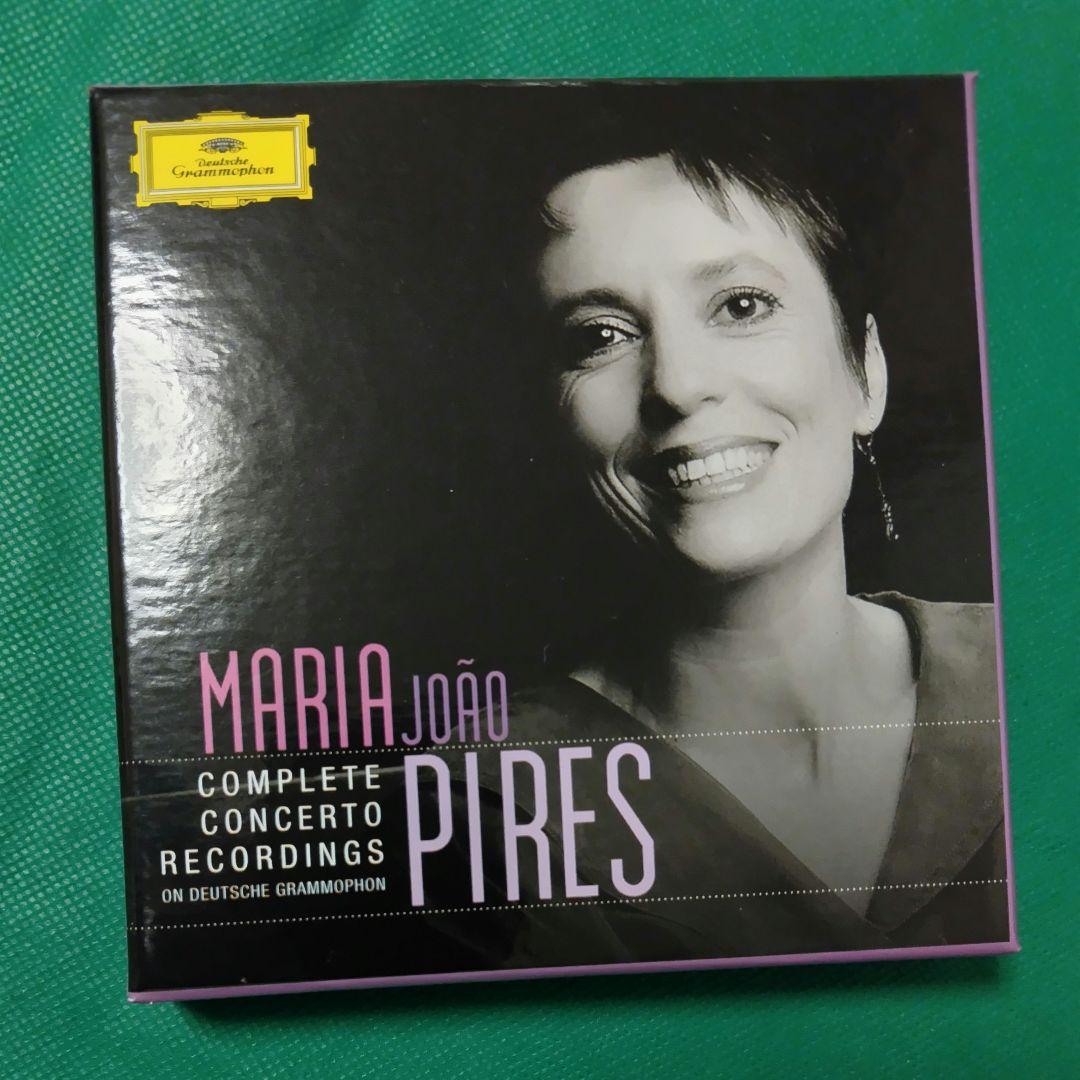 Deutsche
Grammophon
MARIA JOÃO
PIRES
COMPLETE
CONCERTO
RECORDINGS
ON DEUTSCHE GRAMMOPHON